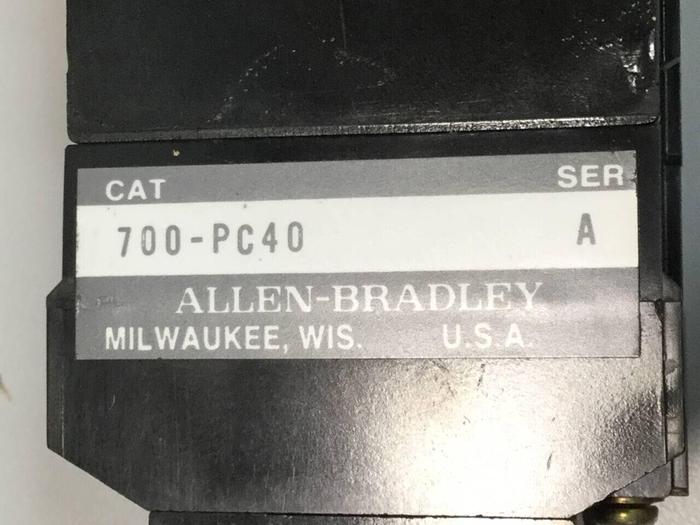 CAT SER
700-PC40 A
ALLEN-BRADLEY
MILWAUKEE, WIS. U.S.A.